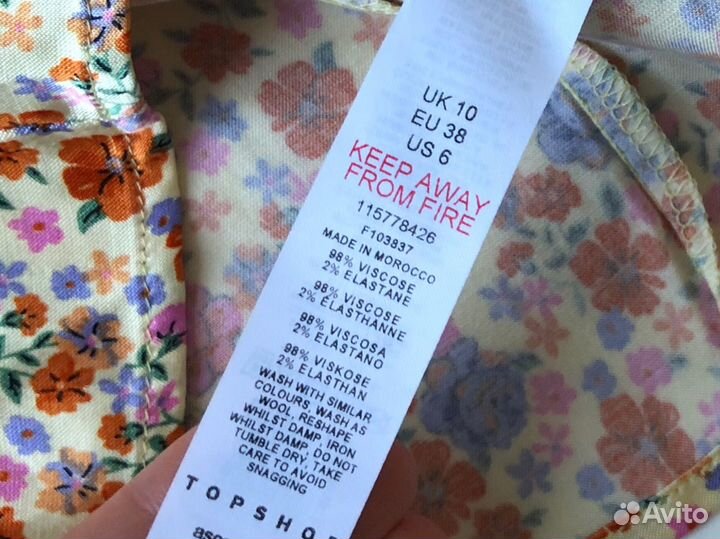 UK 10
EU 38
US 6
KEEP AWAY
FROM FIRE
115778426
F103837
MADE IN MOROCCO
98% VISCOSE
2% ELASTANE
98% VISCOSE
2% ELASTHANNE
98% VISCOSA
2% ELASTANO
98% VISKOSE
2% ELASTHAN
WASH WITH SIMILAR
COLOURS, WASH AS
WOOL, RESHAPE
WHILST DAMP, IRON
WHILST DAMP, DO NOT
TUMBLE DRY, TAKE
CARE TO AVOID
SNAGGING
TOPSHO
aso
Avito